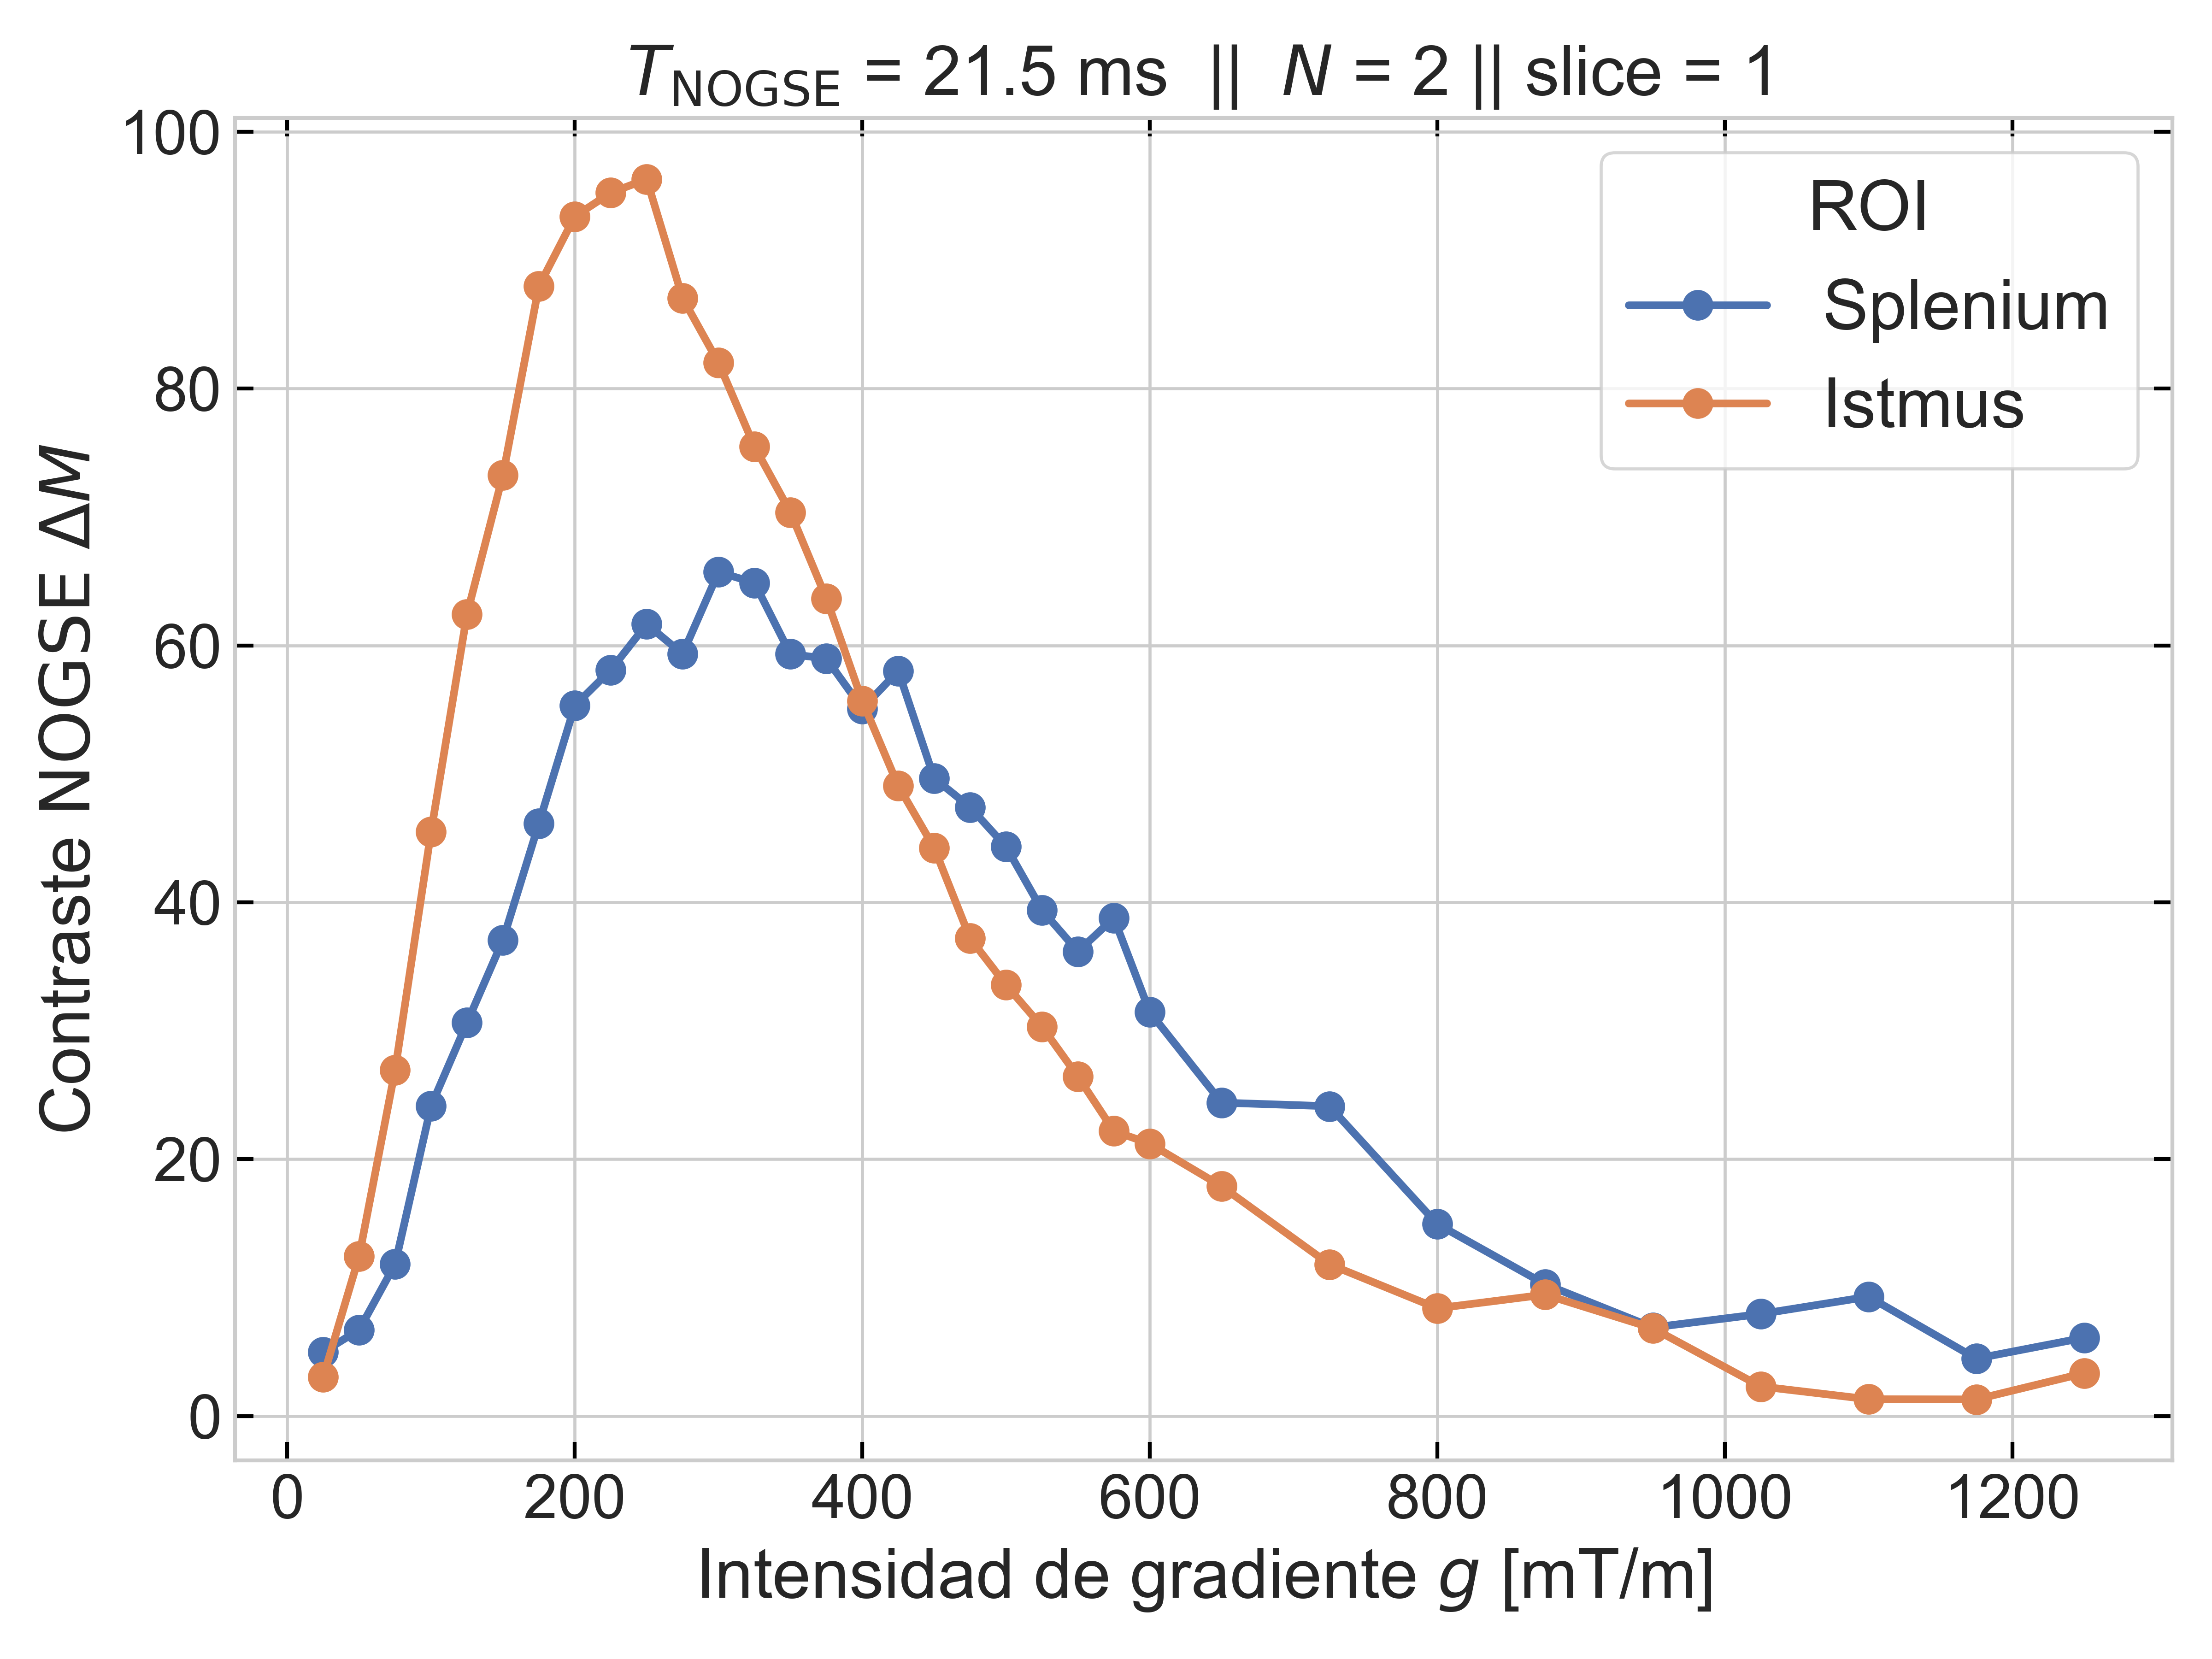 T_NOGSE = 21.5 ms || N = 2 || slice = 1
100
80
60
40
20
0
Contraste NOGSE ΔM
ROI
Splenium
Istmus
0 200 400 600 800 1000 1200
Intensidad de gradiente g [mT/m]